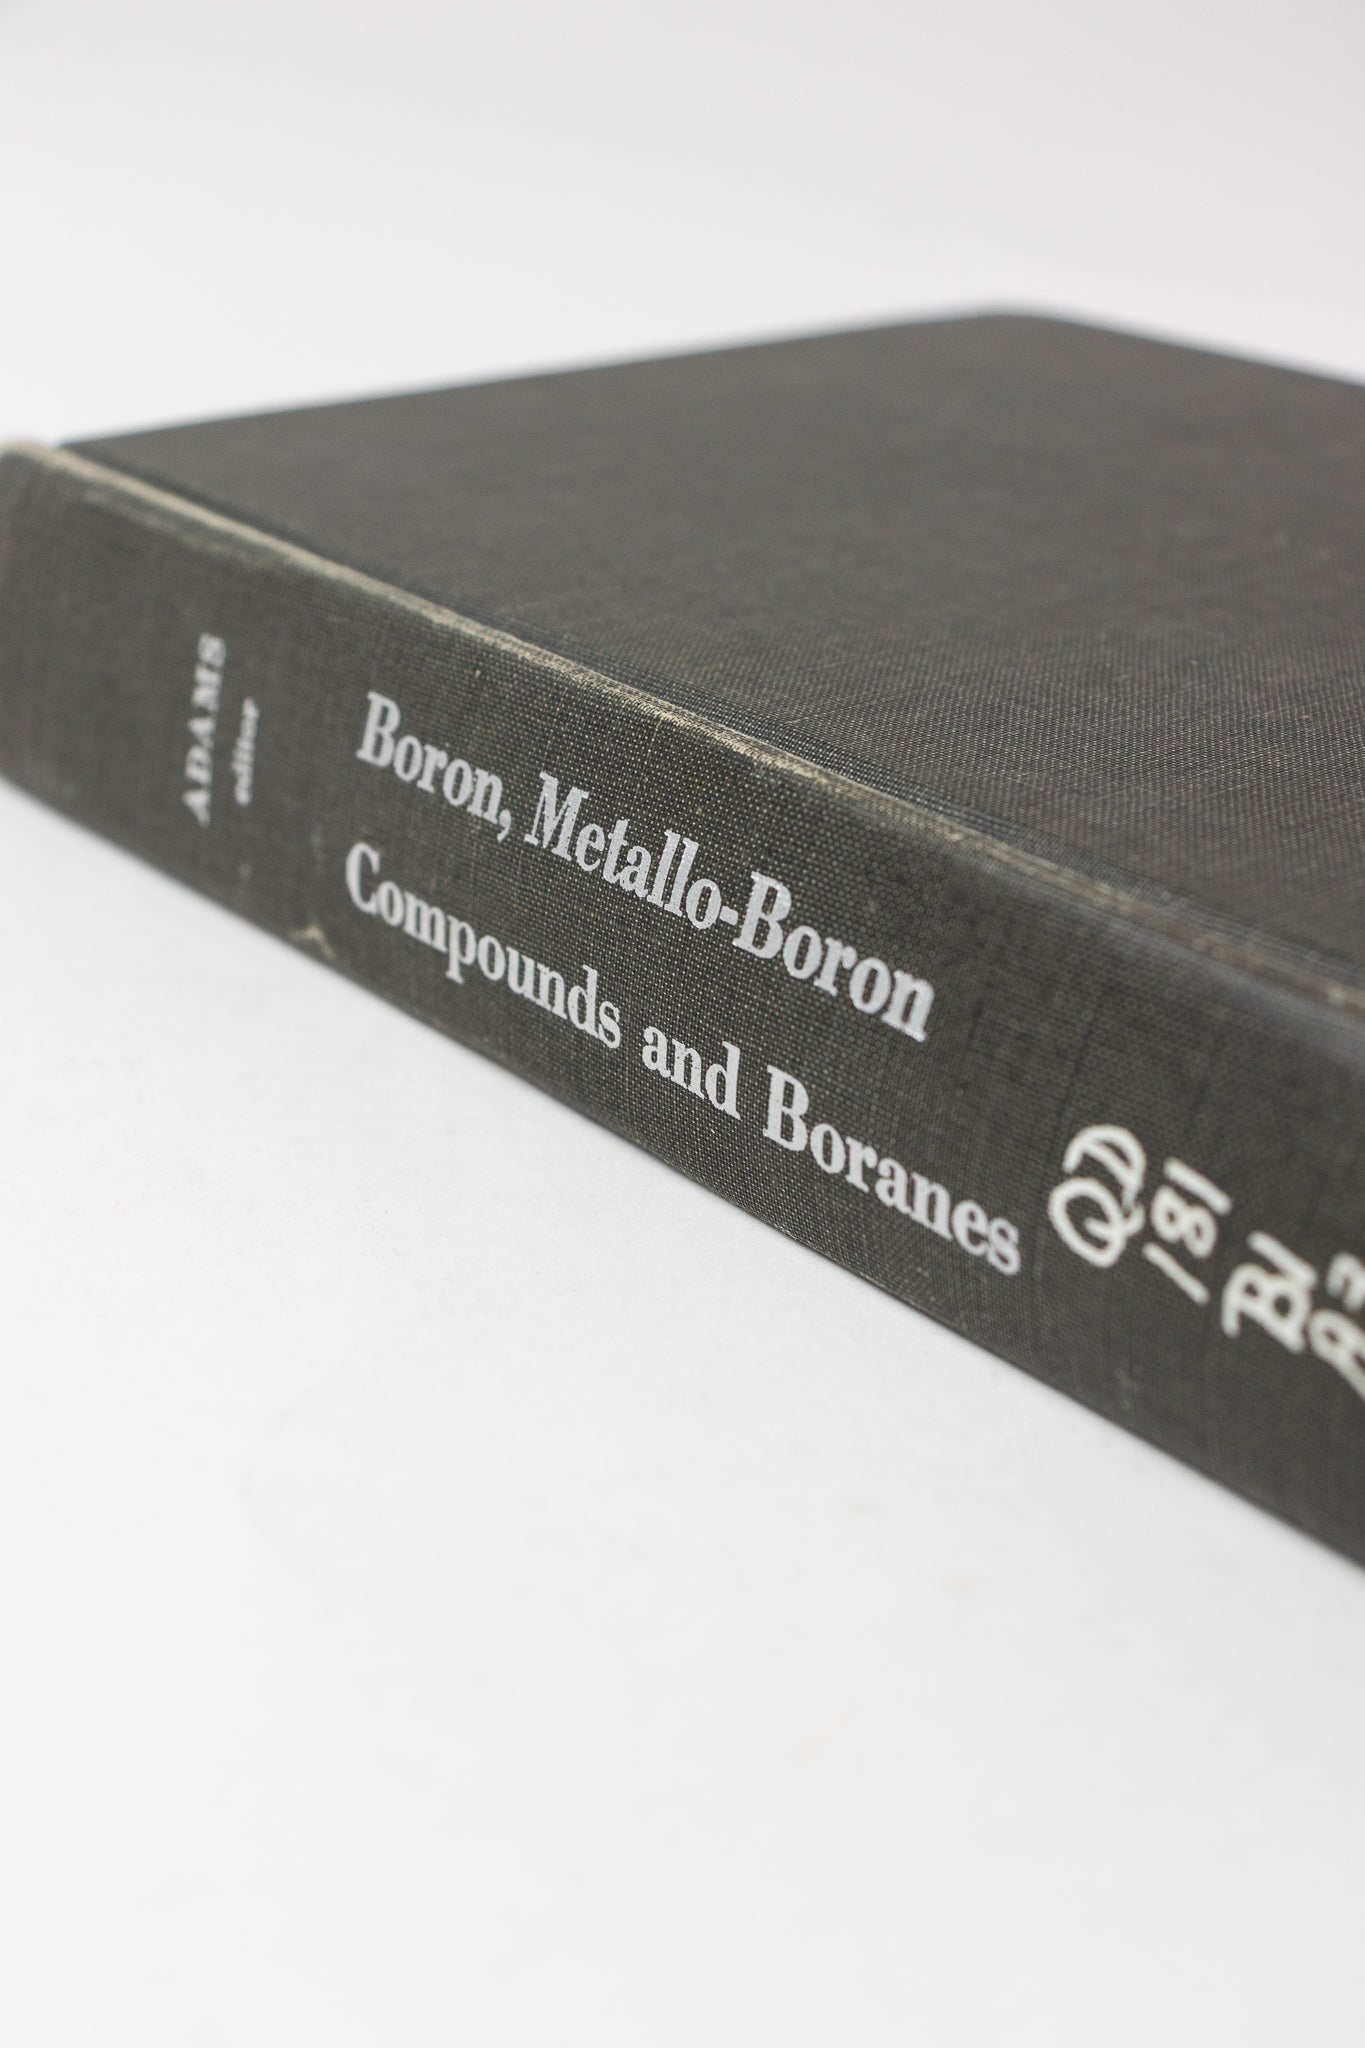 ADAMS
editor
Boron, Metallo-Boron
Compounds and Boranes
QD
181
B1